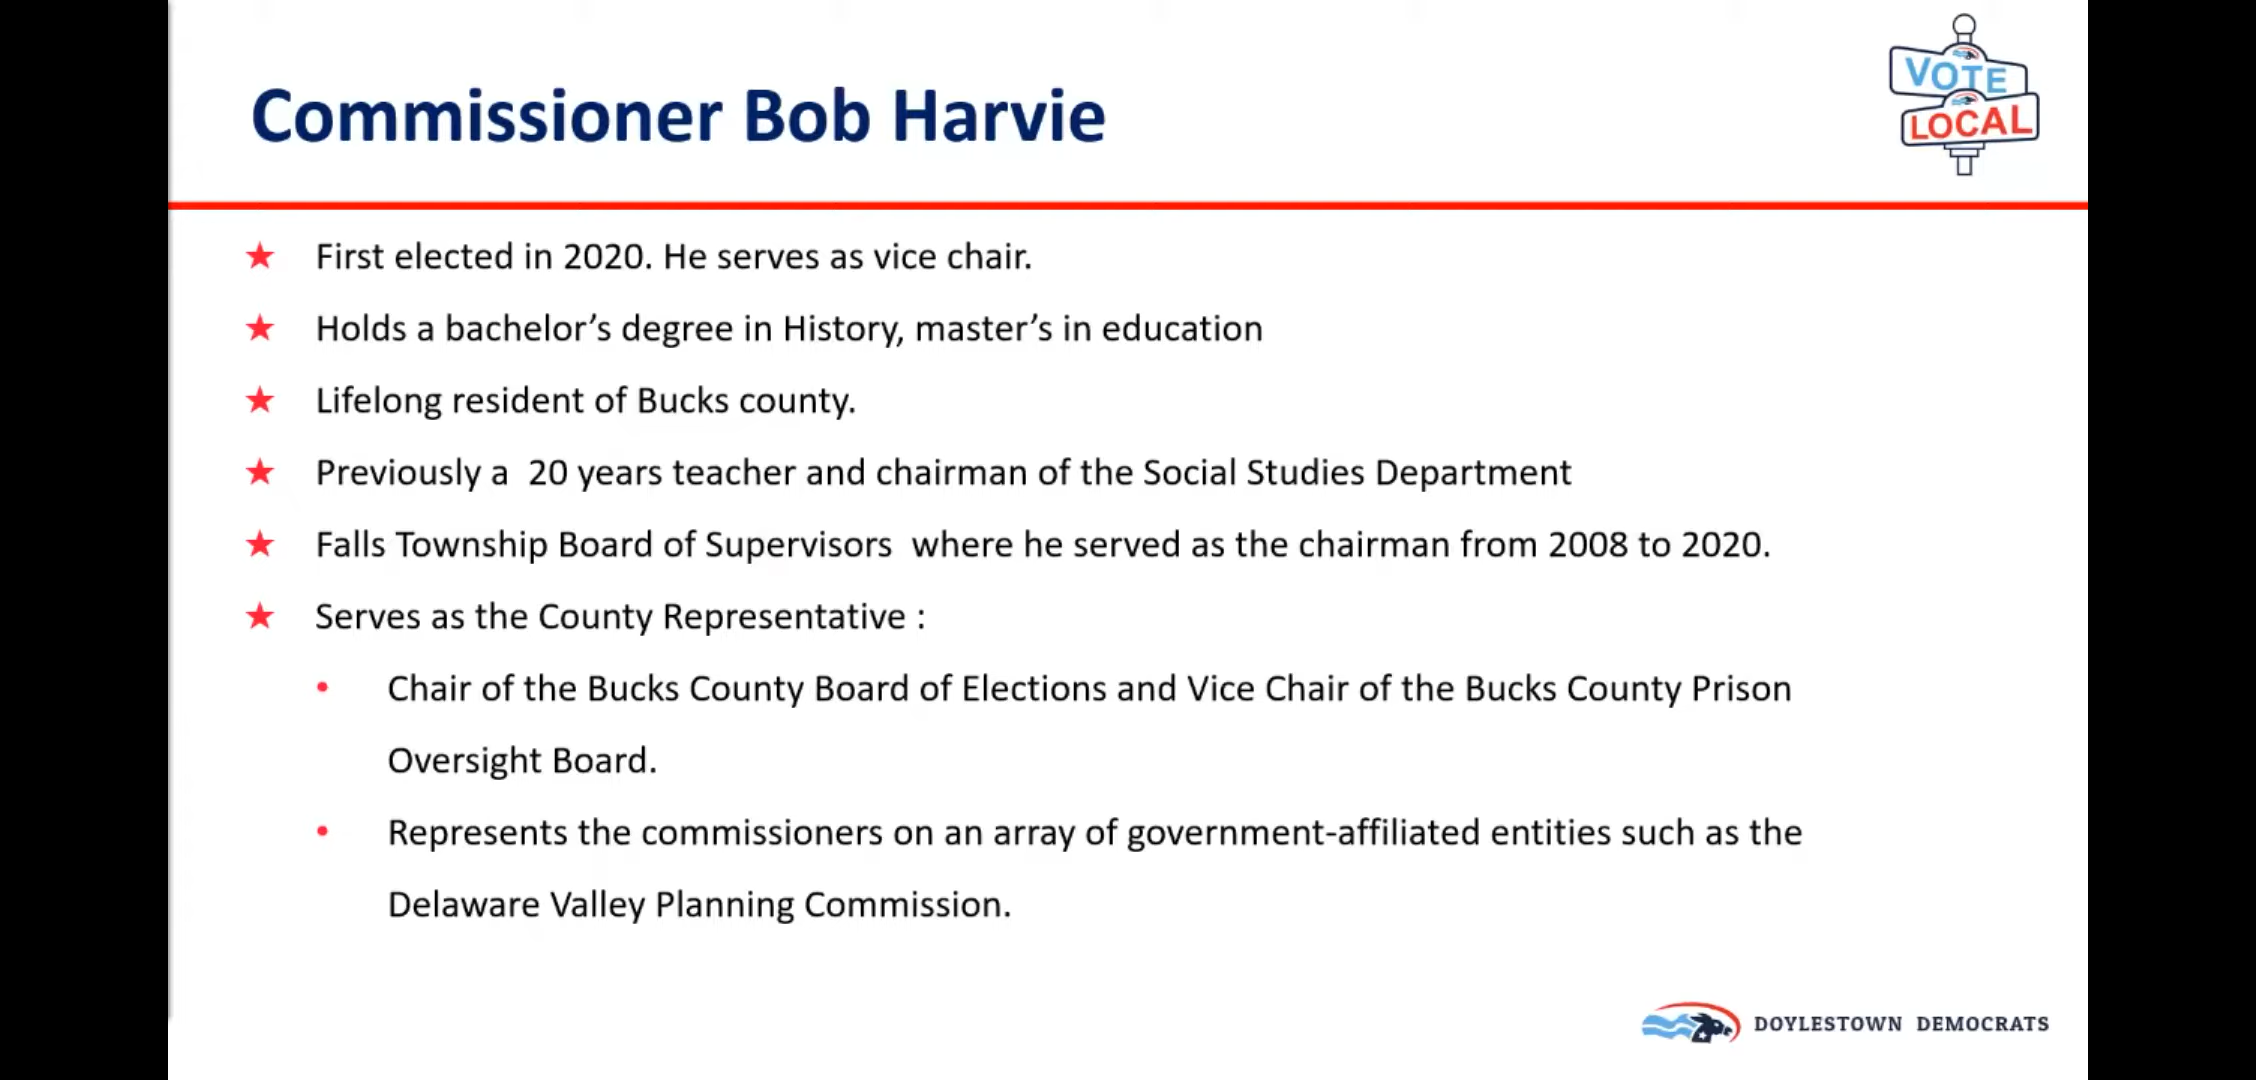 Commissioner Bob Harvie
VOTE
LOCAL
★ First elected in 2020. He serves as vice chair.
★ Holds a bachelor’s degree in History, master’s in education
★ Lifelong resident of Bucks county.
★ Previously a  20 years teacher and chairman of the Social Studies Department
★ Falls Township Board of Supervisors  where he served as the chairman from 2008 to 2020.
★ Serves as the County Representative :
• Chair of the Bucks County Board of Elections and Vice Chair of the Bucks County Prison
Oversight Board.
• Represents the commissioners on an array of government-affiliated entities such as the
Delaware Valley Planning Commission.
DOYLESTOWN DEMOCRATS